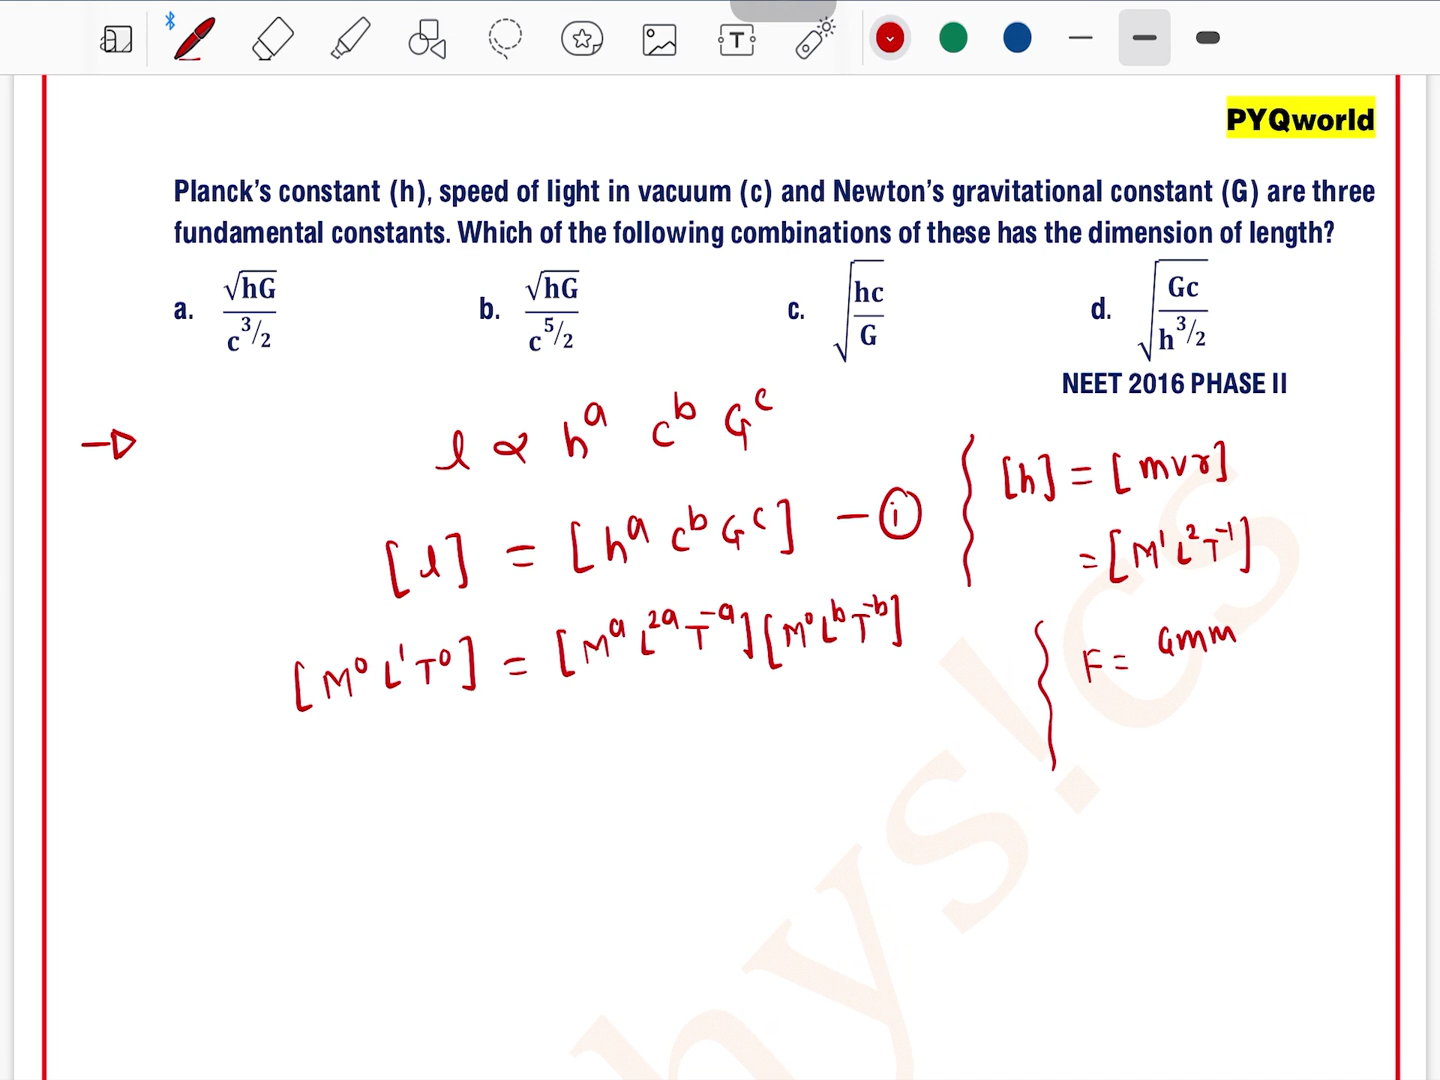 PYQworld
Planck's constant (h), speed of light in vacuum (c) and Newton's gravitational constant (G) are three
fundamental constants. Which of the following combinations of these has the dimension of length?
a. √hG / c^3/2 b. √hG / c^5/2 c. √(hc / G) d. √(Gc / h^3/2)
NEET 2016 PHASE II
l ∝ h^a c^b G^c
[l] = [h^a c^b G^c] – (i)
[M^0 L^1 T^0] = [M^a L^2a T^-a] [M^0 L^b T^-b]
[h] = [mvr]
= [M^1 L^2 T^-1]
F = Gmm
hys!cs